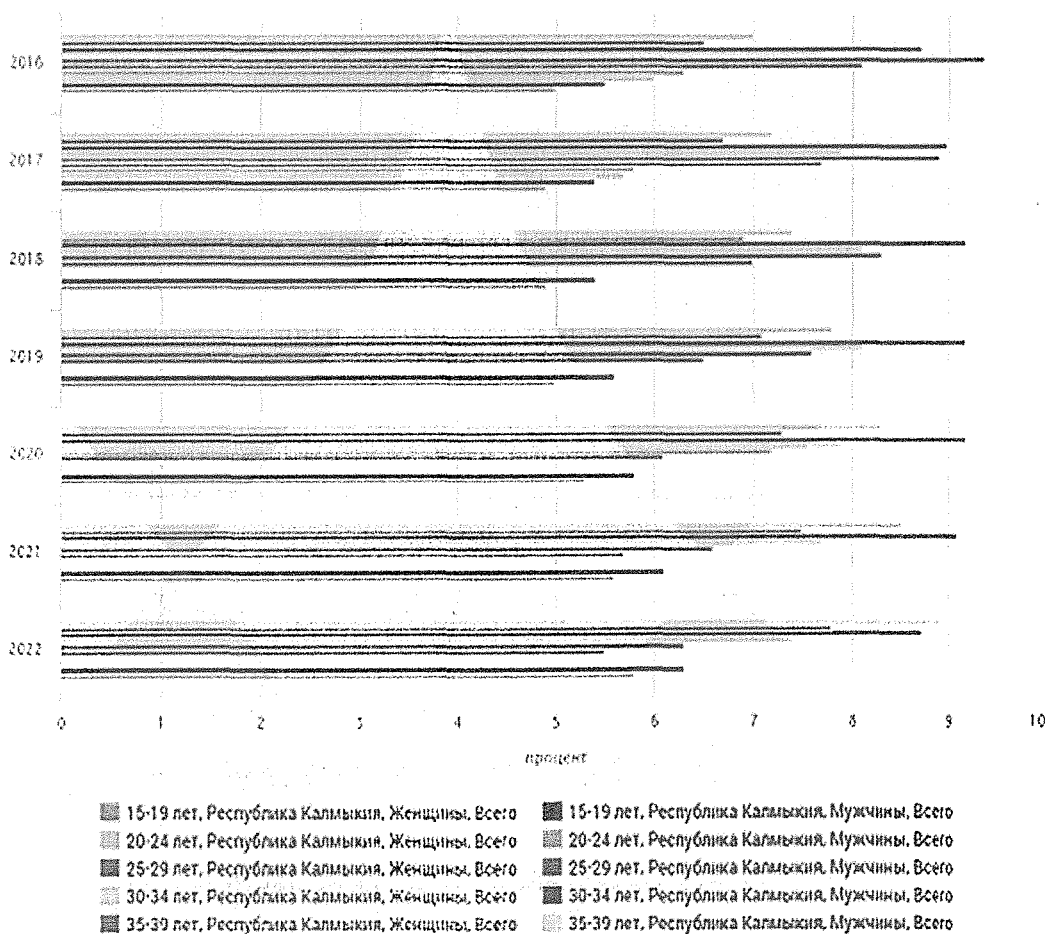 2016
2017
2018
2019
2020
2021
2022
0 1 2 3 4 5 6 7 8 9 10
процент
15-19 лет, Республика Калмыкия, Женщины, Всего 15-19 лет, Республика Калмыкия, Мужчины, Всего
20-24 лет, Республика Калмыкия, Женщины, Всего 20-24 лет, Республика Калмыкия, Мужчины, Всего
25-29 лет, Республика Калмыкия, Женщины, Всего 25-29 лет, Республика Калмыкия, Мужчины, Всего
30-34 лет, Республика Калмыкия, Женщины, Всего 30-34 лет, Республика Калмыкия, Мужчины, Всего
35-39 лет, Республика Калмыкия, Женщины, Всего 35-39 лет, Республика Калмыкия, Мужчины, Всего